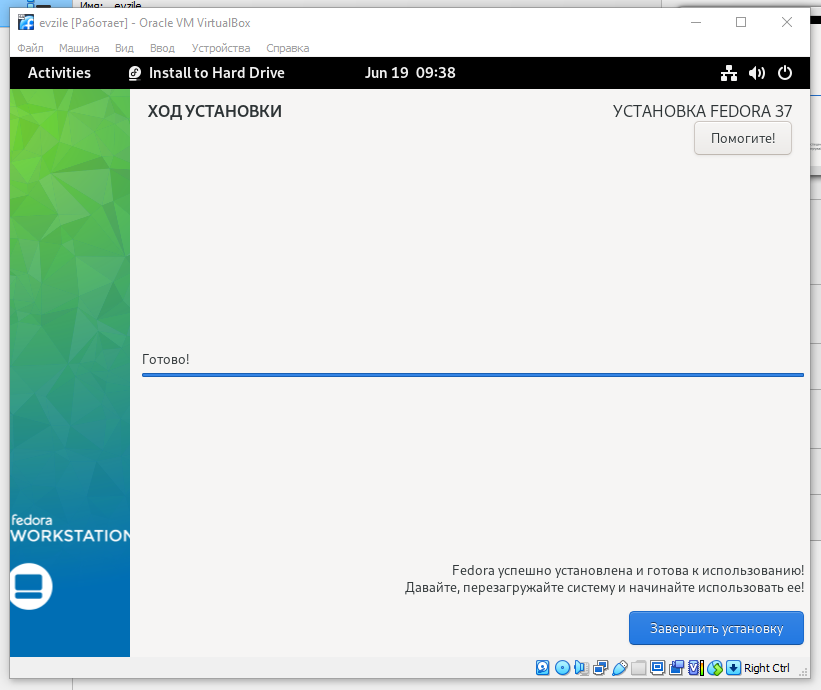 Имя: evzile
evzile [Работает] - Oracle VM VirtualBox
Файл Машина Вид Ввод Устройства Справка
Activities Install to Hard Drive Jun 19 09:38
ХОД УСТАНОВКИ
УСТАНОВКА FEDORA 37
Помогите!
Готово!
fedora
WORKSTATION
Fedora успешно установлена и готова к использованию!
Давайте, перезагружайте систему и начинайте использовать ее!
Завершить установку
Right Ctrl